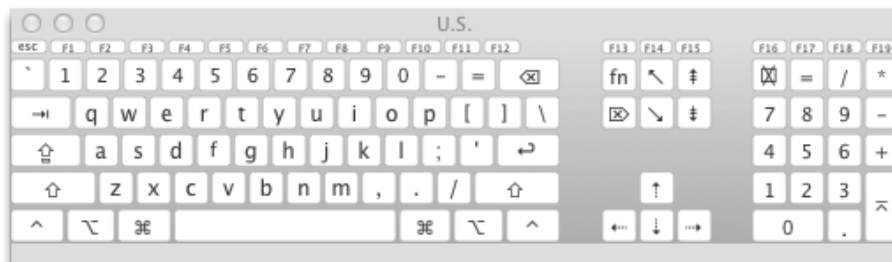 U.S.
esc F1 F2 F3 F4 F5 F6 F7 F8 F9 F10 F11 F12 F13 F14 F15 F16 F17 F18 F19
` 1 2 3 4 5 6 7 8 9 0 - = ⌫ fn ↖ ⇞ = / *
⇥ q w e r t y u i o p [ ] \ ⌦ ↘ ⇟ 7 8 9 -
⇪ a s d f g h j k l ; ' ↩ 4 5 6 +
⇧ z x c v b n m , . / ⇧ ↑ 1 2 3 ⌅
^ ⌥ ⌘ ⌘ ⌥ ^ ⇠ ⇣ ⇢ 0 .